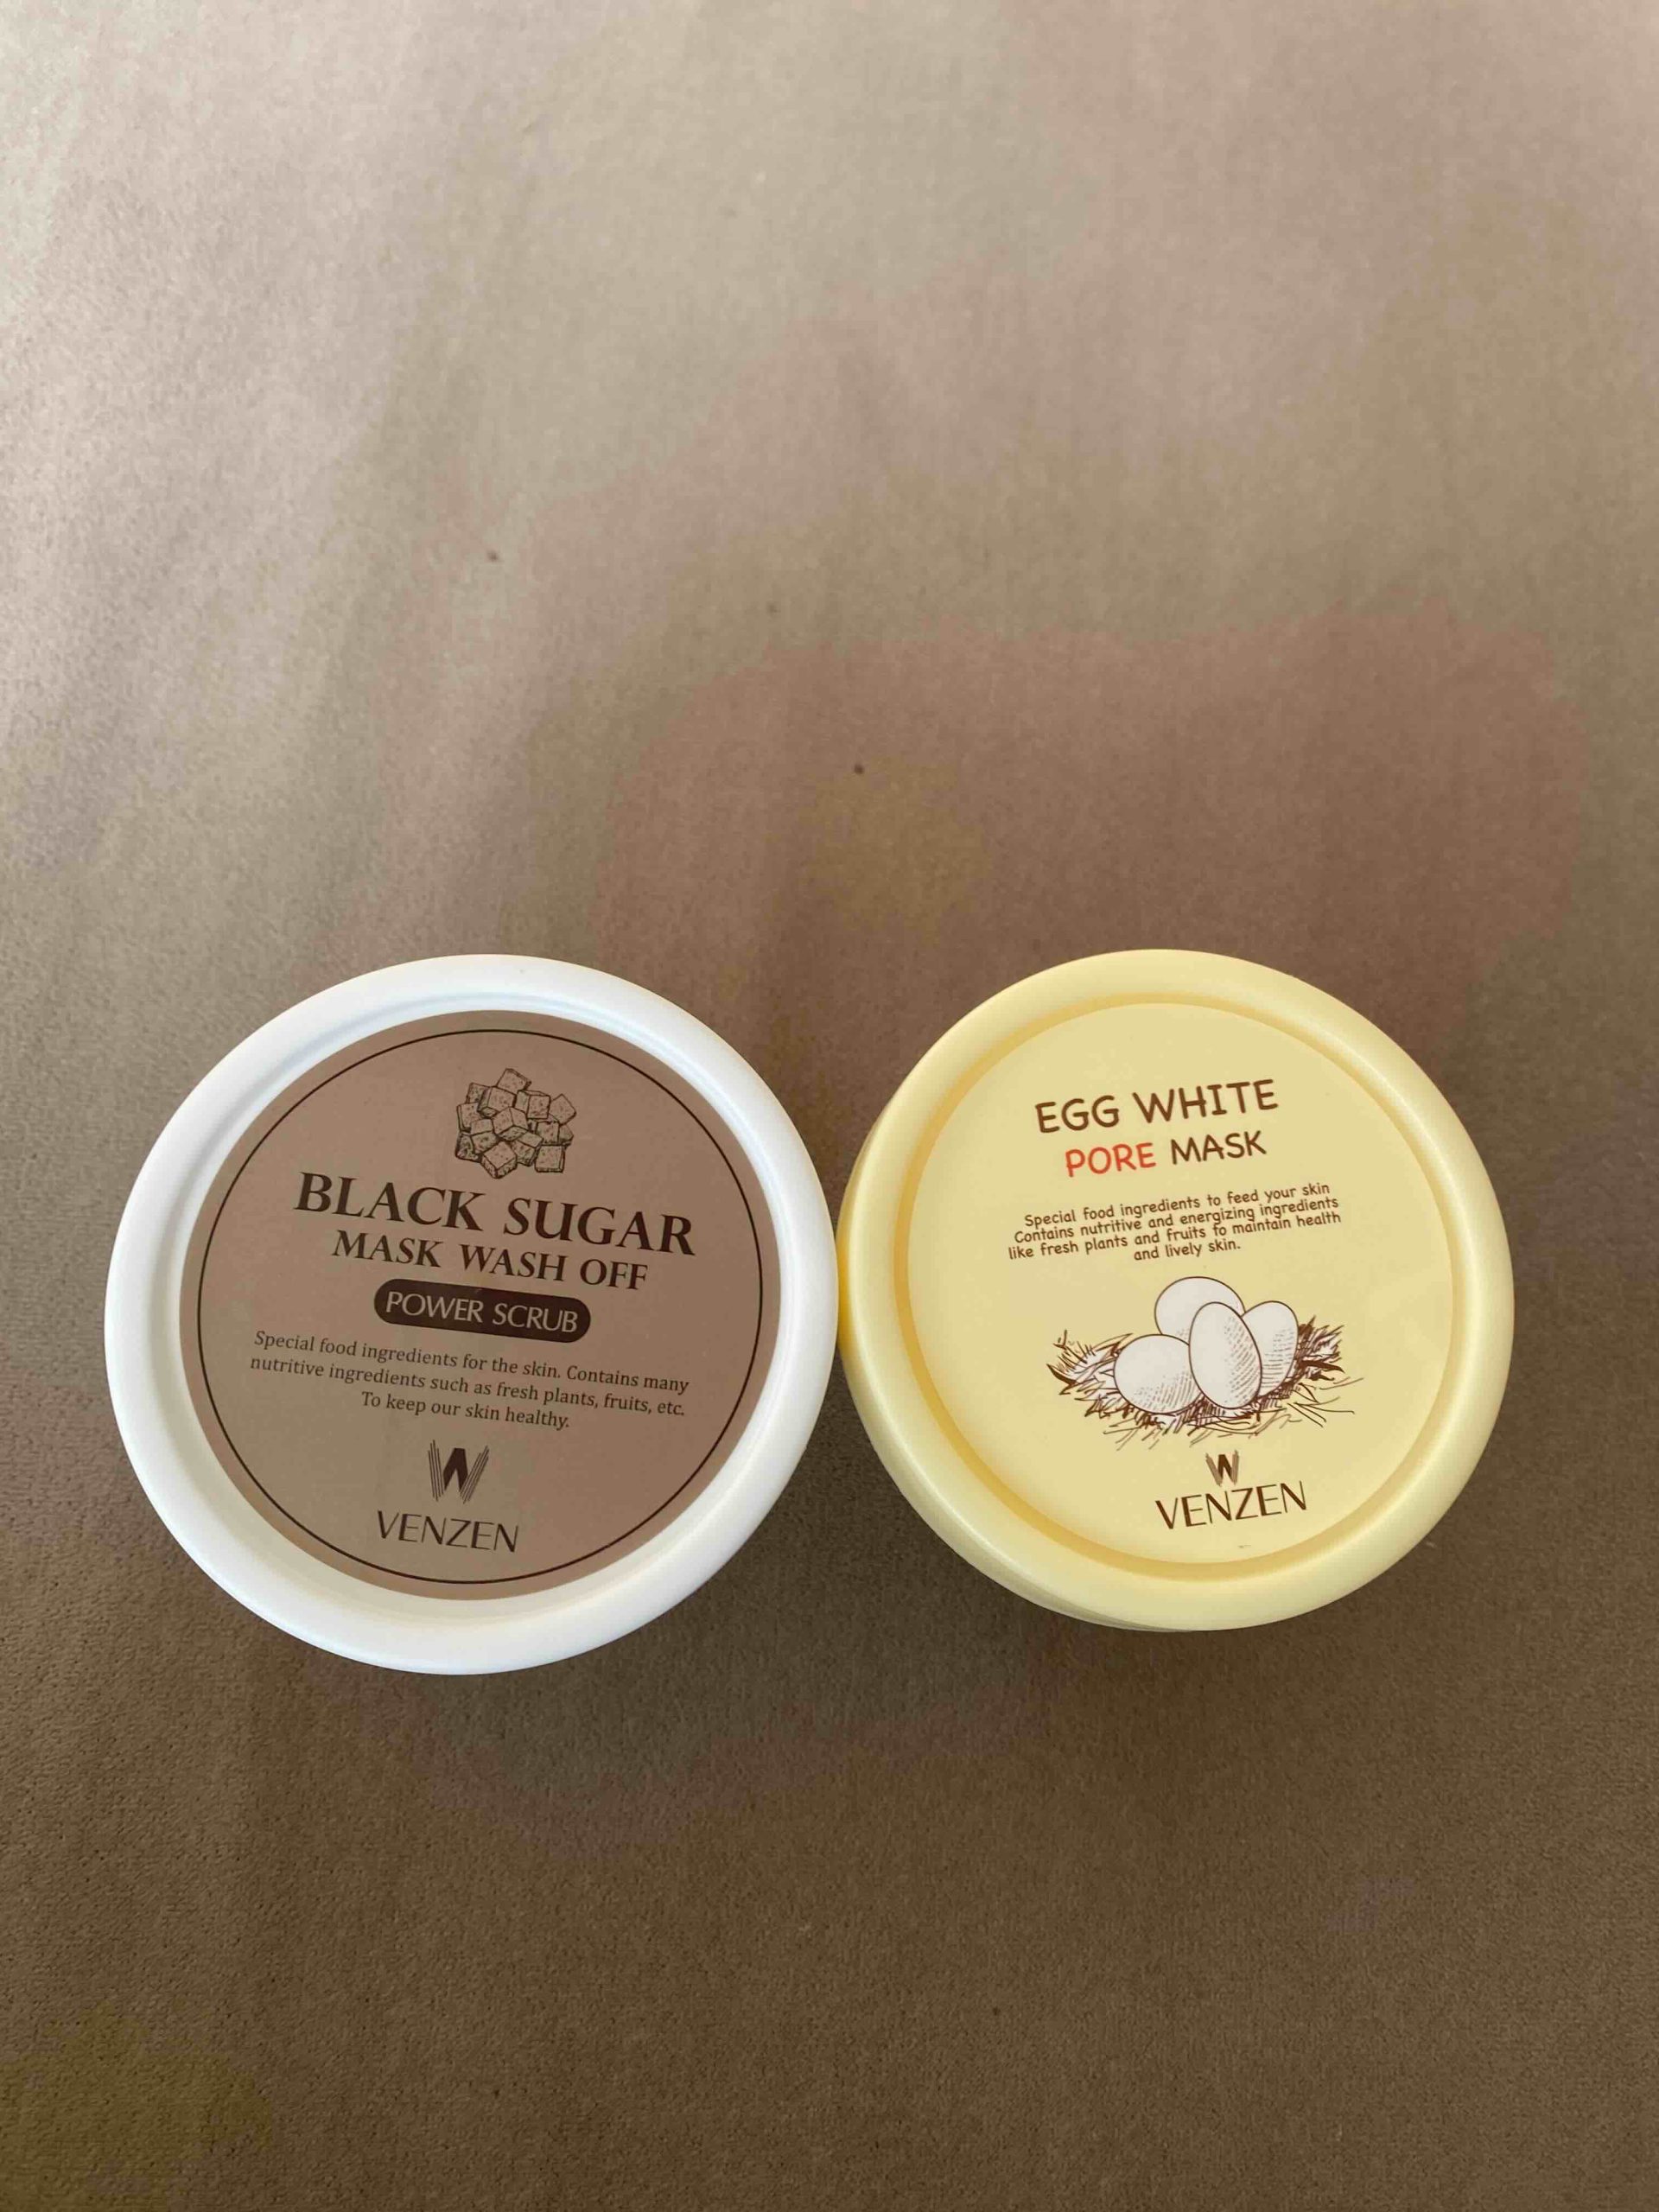 BLACK SUGAR
MASK WASH OFF
POWER SCRUB
Special food ingredients for the skin. Contains many
nutritive ingredients such as fresh plants, fruits, etc.
To keep our skin healthy.
VENZEN
EGG WHITE
PORE MASK
Special food ingredients to feed your skin
Contains nutritive and energizing ingredients
like fresh plants and fruits to maintain health
and lively skin.
VENZEN